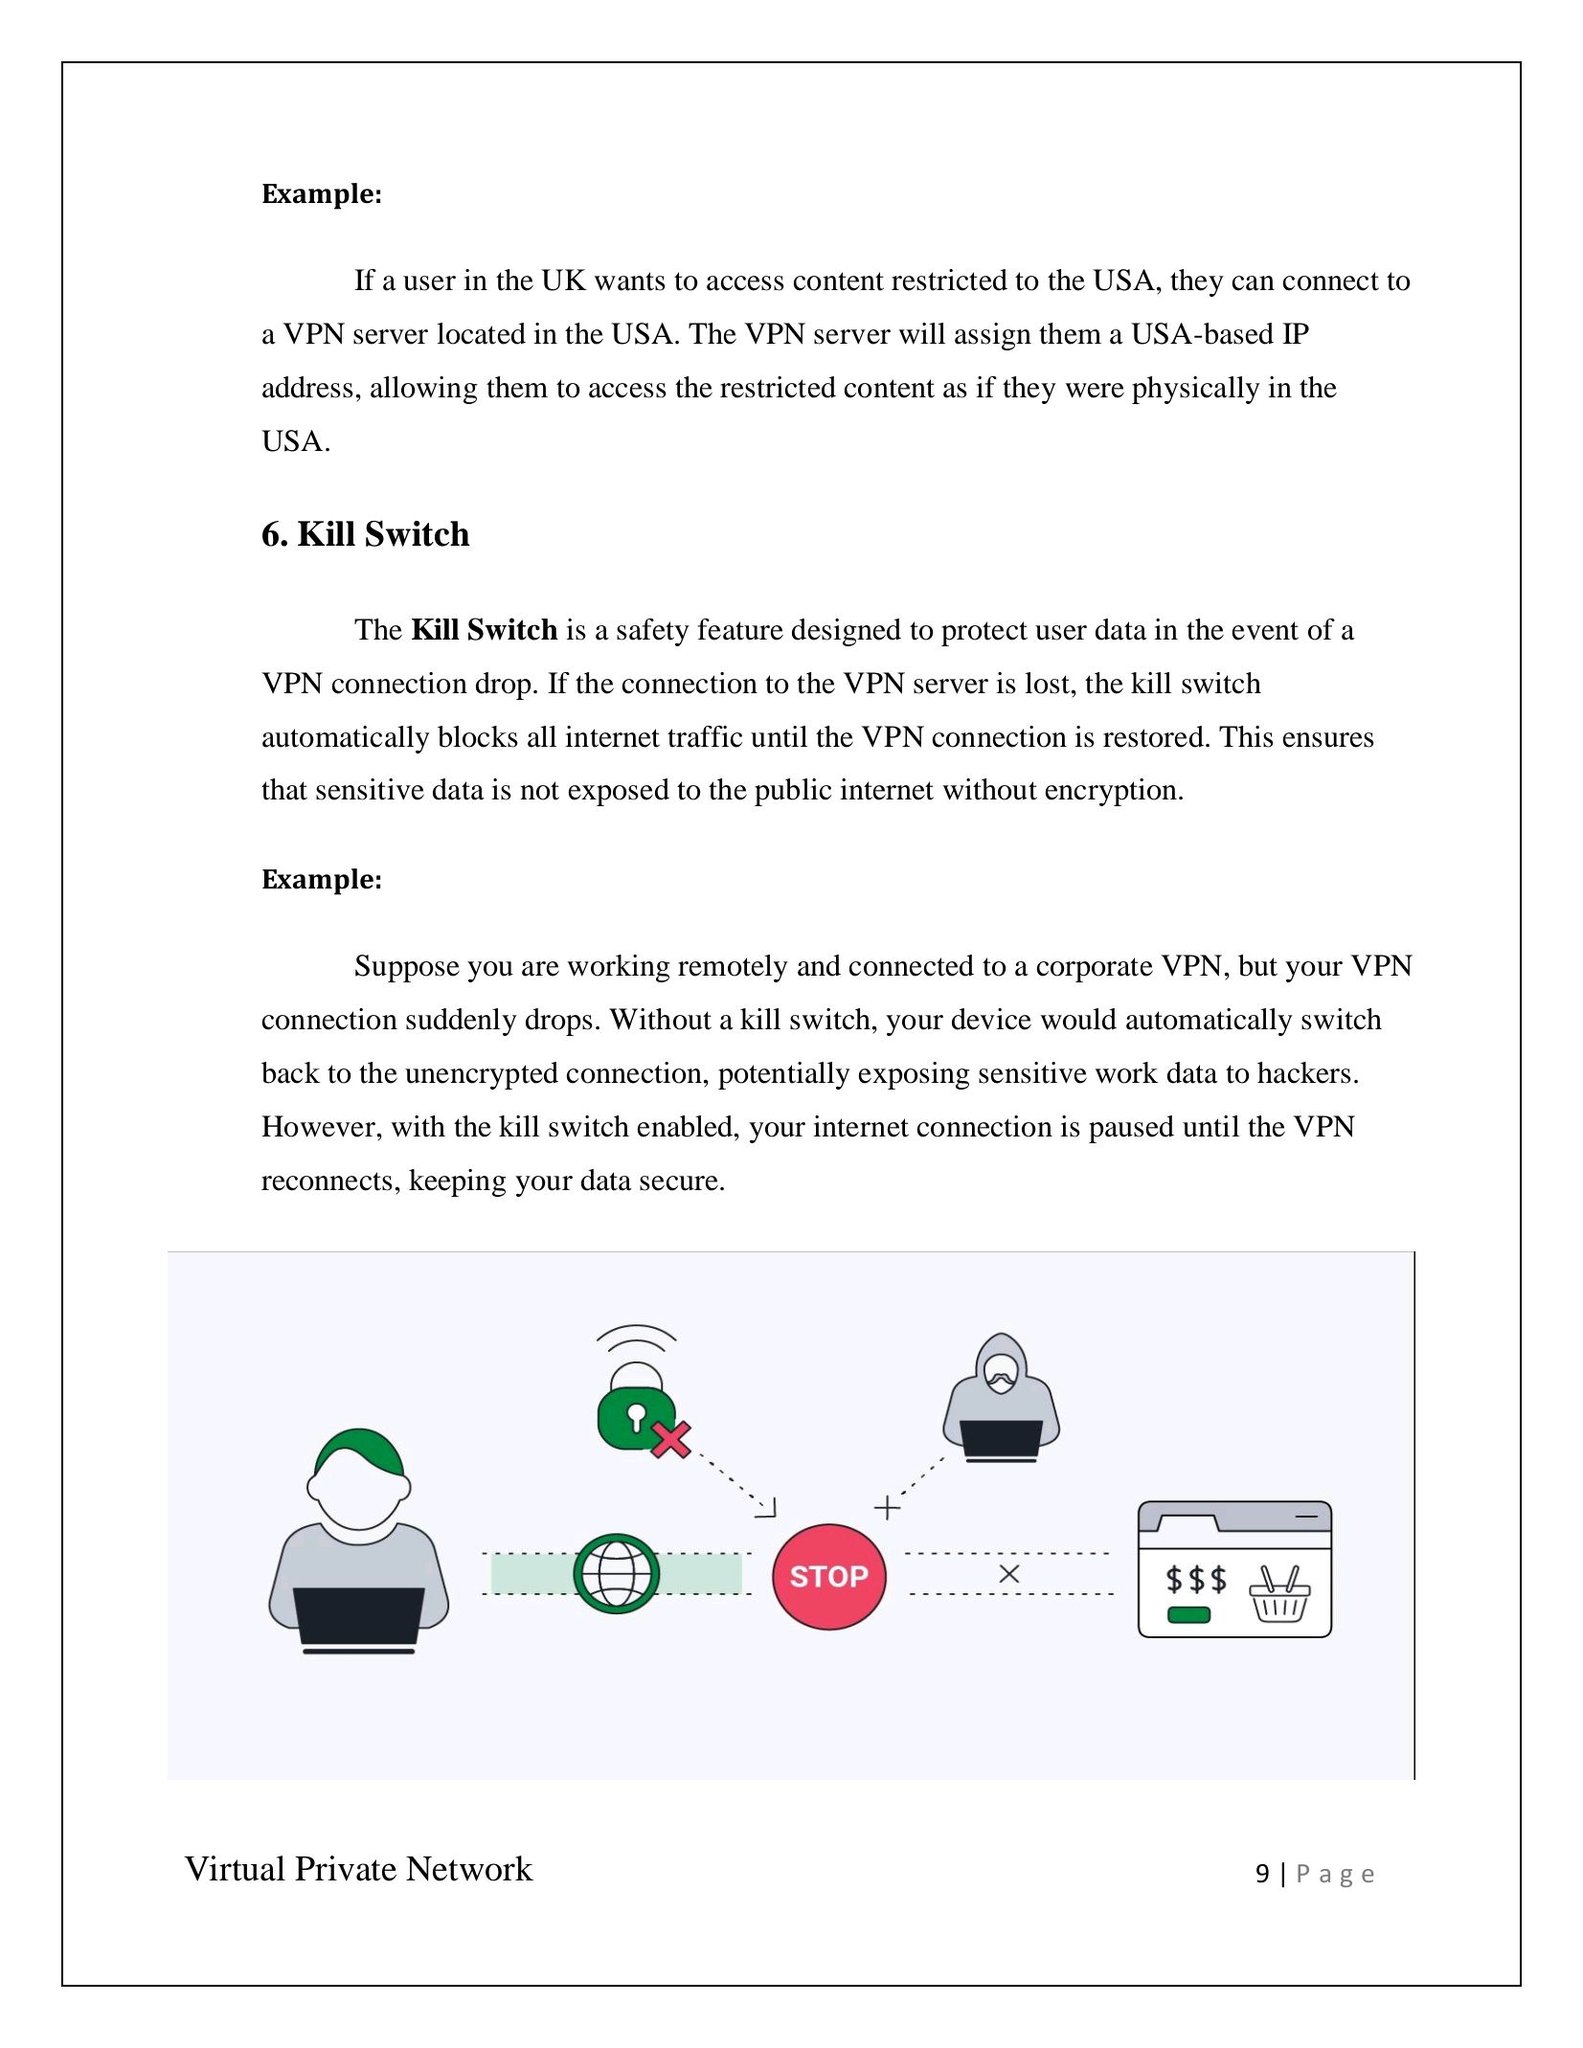 Example:
If a user in the UK wants to access content restricted to the USA, they can connect to
a VPN server located in the USA. The VPN server will assign them a USA-based IP
address, allowing them to access the restricted content as if they were physically in the
USA.
6. Kill Switch
The Kill Switch is a safety feature designed to protect user data in the event of a
VPN connection drop. If the connection to the VPN server is lost, the kill switch
automatically blocks all internet traffic until the VPN connection is restored. This ensures
that sensitive data is not exposed to the public internet without encryption.
Example:
Suppose you are working remotely and connected to a corporate VPN, but your VPN
connection suddenly drops. Without a kill switch, your device would automatically switch
back to the unencrypted connection, potentially exposing sensitive work data to hackers.
However, with the kill switch enabled, your internet connection is paused until the VPN
reconnects, keeping your data secure.
STOP
$$$
Virtual Private Network
9 | Page